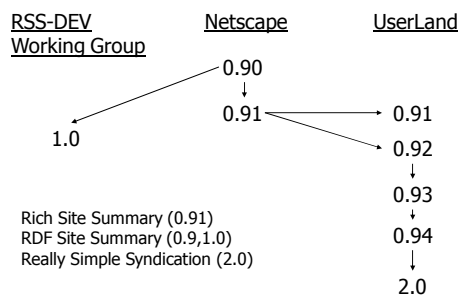 RSS-DEV
Working Group
Netscape
UserLand
0.90
0.91
0.91
1.0
0.92
0.93
Rich Site Summary (0.91)
RDF Site Summary (0.9,1.0)
0.94
Really Simple Syndication (2.0)
2.0